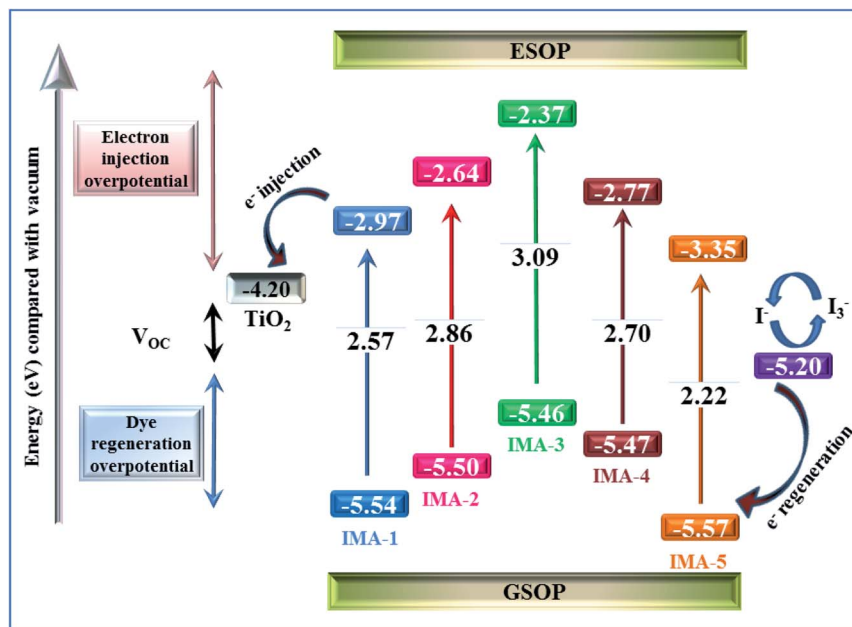 ESOP
Energy (eV) compared with vacuum
Electron
injection
overpotential
e⁻ injection
-4.20
TiO₂
V_OC
Dye
regeneration
overpotential
-2.97
2.57
-5.54
IMA-1
-2.64
2.86
-5.50
IMA-2
-2.37
3.09
-5.46
IMA-3
-2.77
2.70
-5.47
IMA-4
-3.35
2.22
-5.57
IMA-5
I⁻
I₃⁻
-5.20
e⁻ regeneration
GSOP